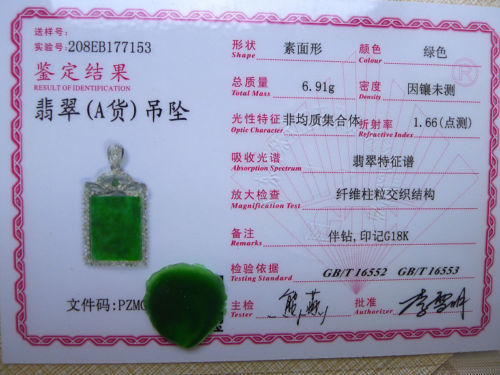 送样号:
实验号:208EB177153
鉴定结果
RESULT OF IDENTIFICATION
翡翠(A货)吊坠
文件码:PZMC
形状 素面形 颜色 绿色
Shape Colour
总质量 6.91g 密度 因镶未测
Total Mass Density
光性特征 非均质集合体 折射率 1.66(点测)
Optic Character Refractive Index
吸收光谱 翡翠特征谱
Absorption Spectrum
放大检查 纤维柱粒交织结构
Magnification Test
备注 伴钻,印记G18K
Remarks
检验依据 GB/T 16552 GB/T 16553
Testing Standard
主检 批准
Tester Authorizer 李雪明
R